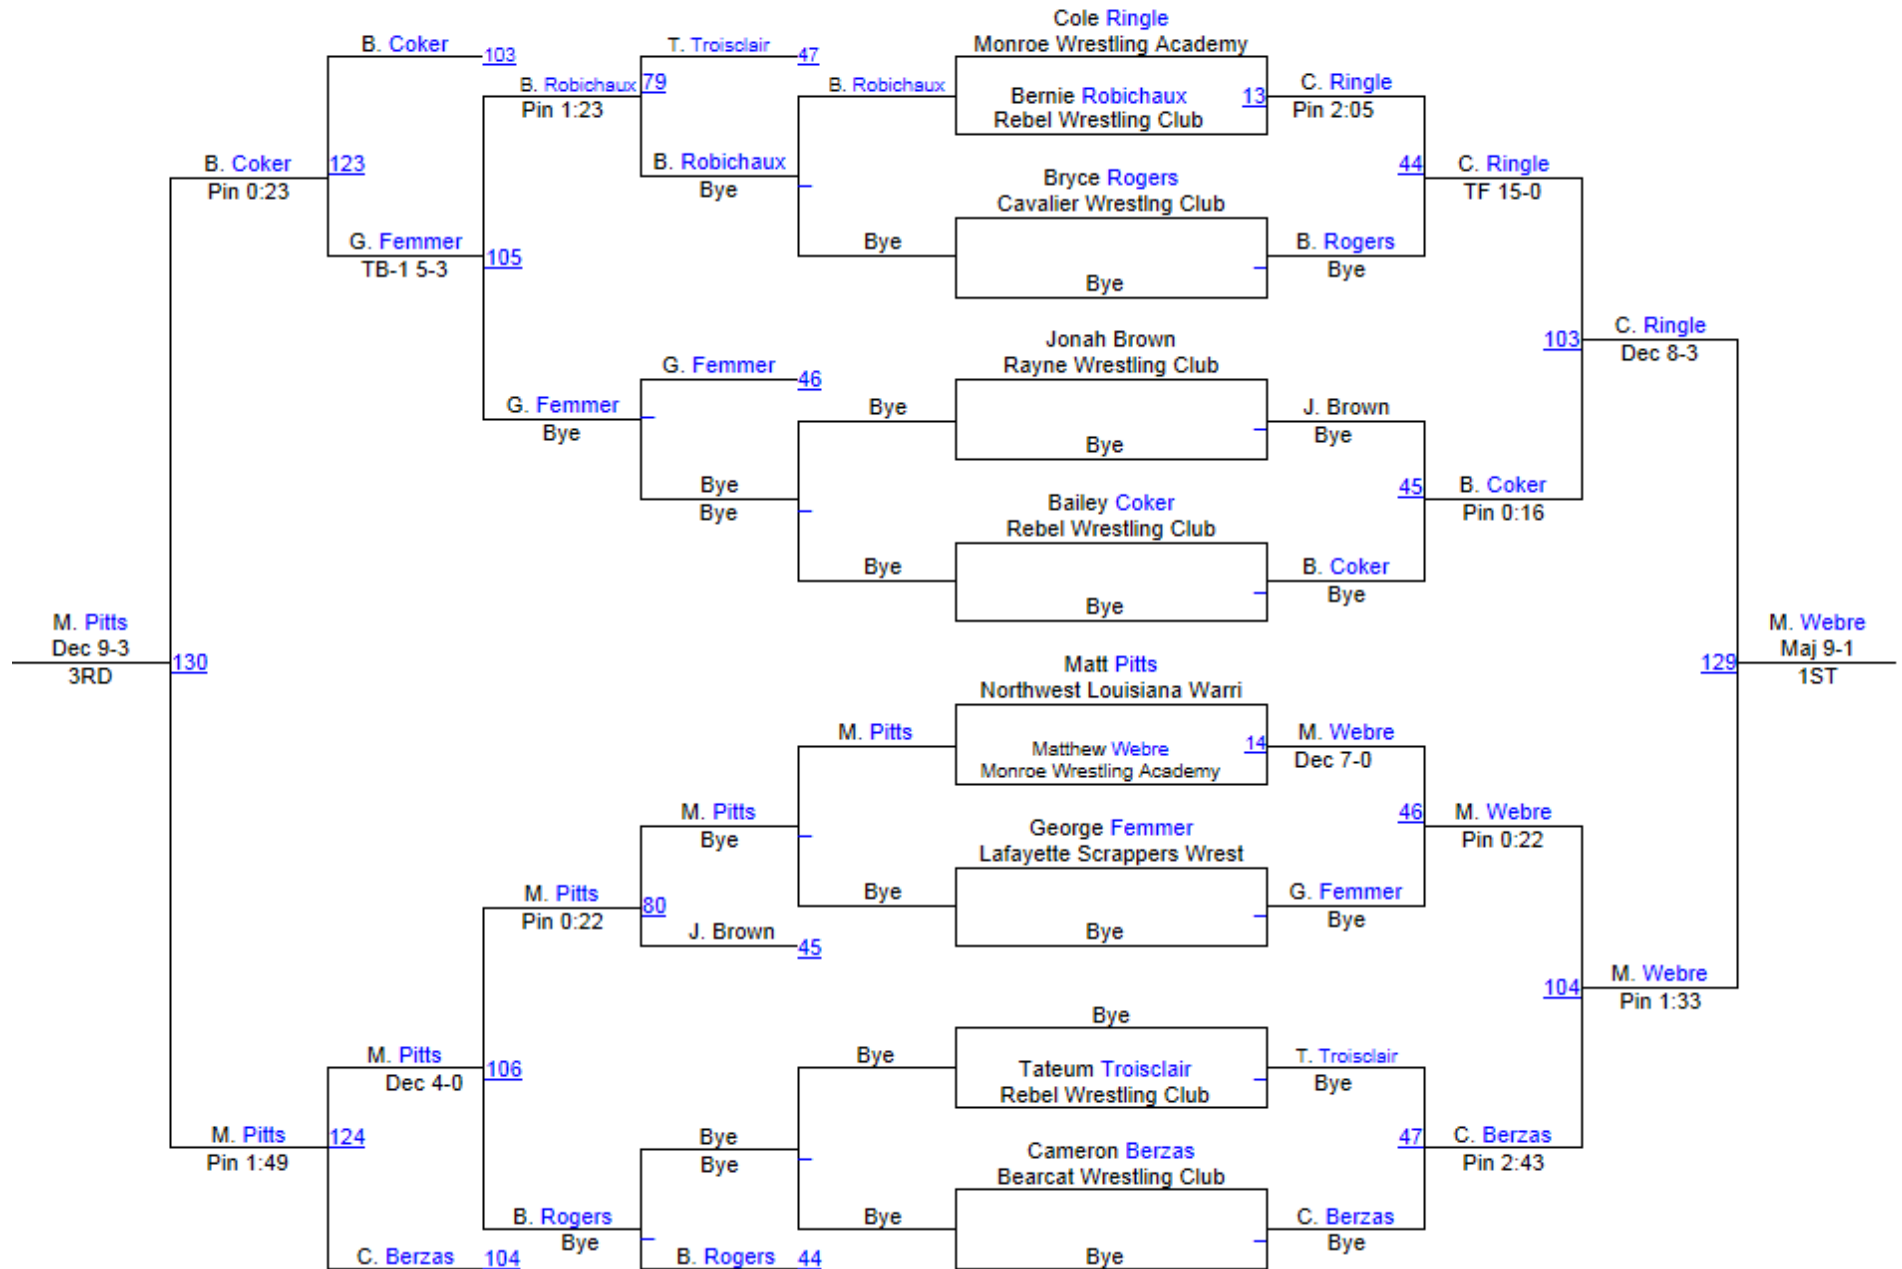 Cole Ringle
B. Coker
103
T. Troisclair
47
Monroe Wrestling Academy
B. Robichaux
79
Pin 1:23
B. Robichaux
Bernie Robichaux
13
Rebel Wrestling Club
C. Ringle
Pin 2:05
B. Coker
123
Pin 0:23
B. Robichaux
Bye
Bryce Rogers
Cavalier Wrestlng Club
44
C. Ringle
TF 15-0
G. Femmer
TB-1 5-3
105
Bye
Bye
B. Rogers
Bye
Jonah Brown
Rayne Wrestling Club
103
C. Ringle
Dec 8-3
G. Femmer
46
G. Femmer
Bye
Bye
Bye
J. Brown
Bye
Bye
Bye
Bailey Coker
Rebel Wrestling Club
45
B. Coker
Pin 0:16
Bye
Bye
B. Coker
Bye
M. Pitts
Dec 9-3
3RD
130
Matt Pitts
Northwest Louisiana Warri
129
M. Webre
Maj 9-1
1ST
M. Pitts
Matthew Webre
14
Monroe Wrestling Academy
M. Webre
Dec 7-0
M. Pitts
Bye
George Femmer
Lafayette Scrappers Wrest
46
M. Webre
Pin 0:22
M. Pitts
Pin 0:22
80
J. Brown
45
Bye
Bye
G. Femmer
Bye
104
M. Webre
Pin 1:33
Bye
M. Pitts
Dec 4-0
106
Bye
Tateum Troisclair
Rebel Wrestling Club
T. Troisclair
Bye
M. Pitts
Pin 1:49
124
Bye
Bye
Cameron Berzas
Bearcat Wrestling Club
47
C. Berzas
Pin 2:43
B. Rogers
Bye
Bye
C. Berzas
Bye
C. Berzas
104
B. Rogers
44
Bye